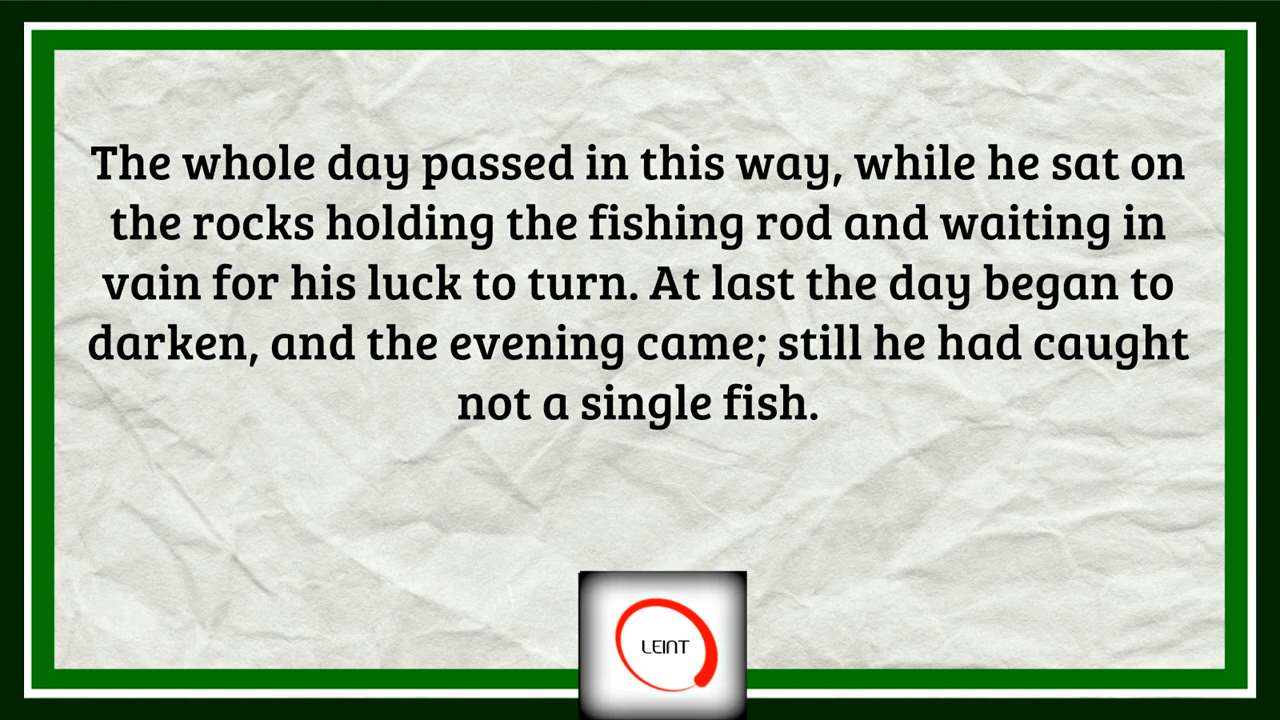 The whole day passed in this way, while he sat on
the rocks holding the fishing rod and waiting in
vain for his luck to turn. At last the day began to
darken, and the evening came; still he had caught
not a single fish.
LEINT